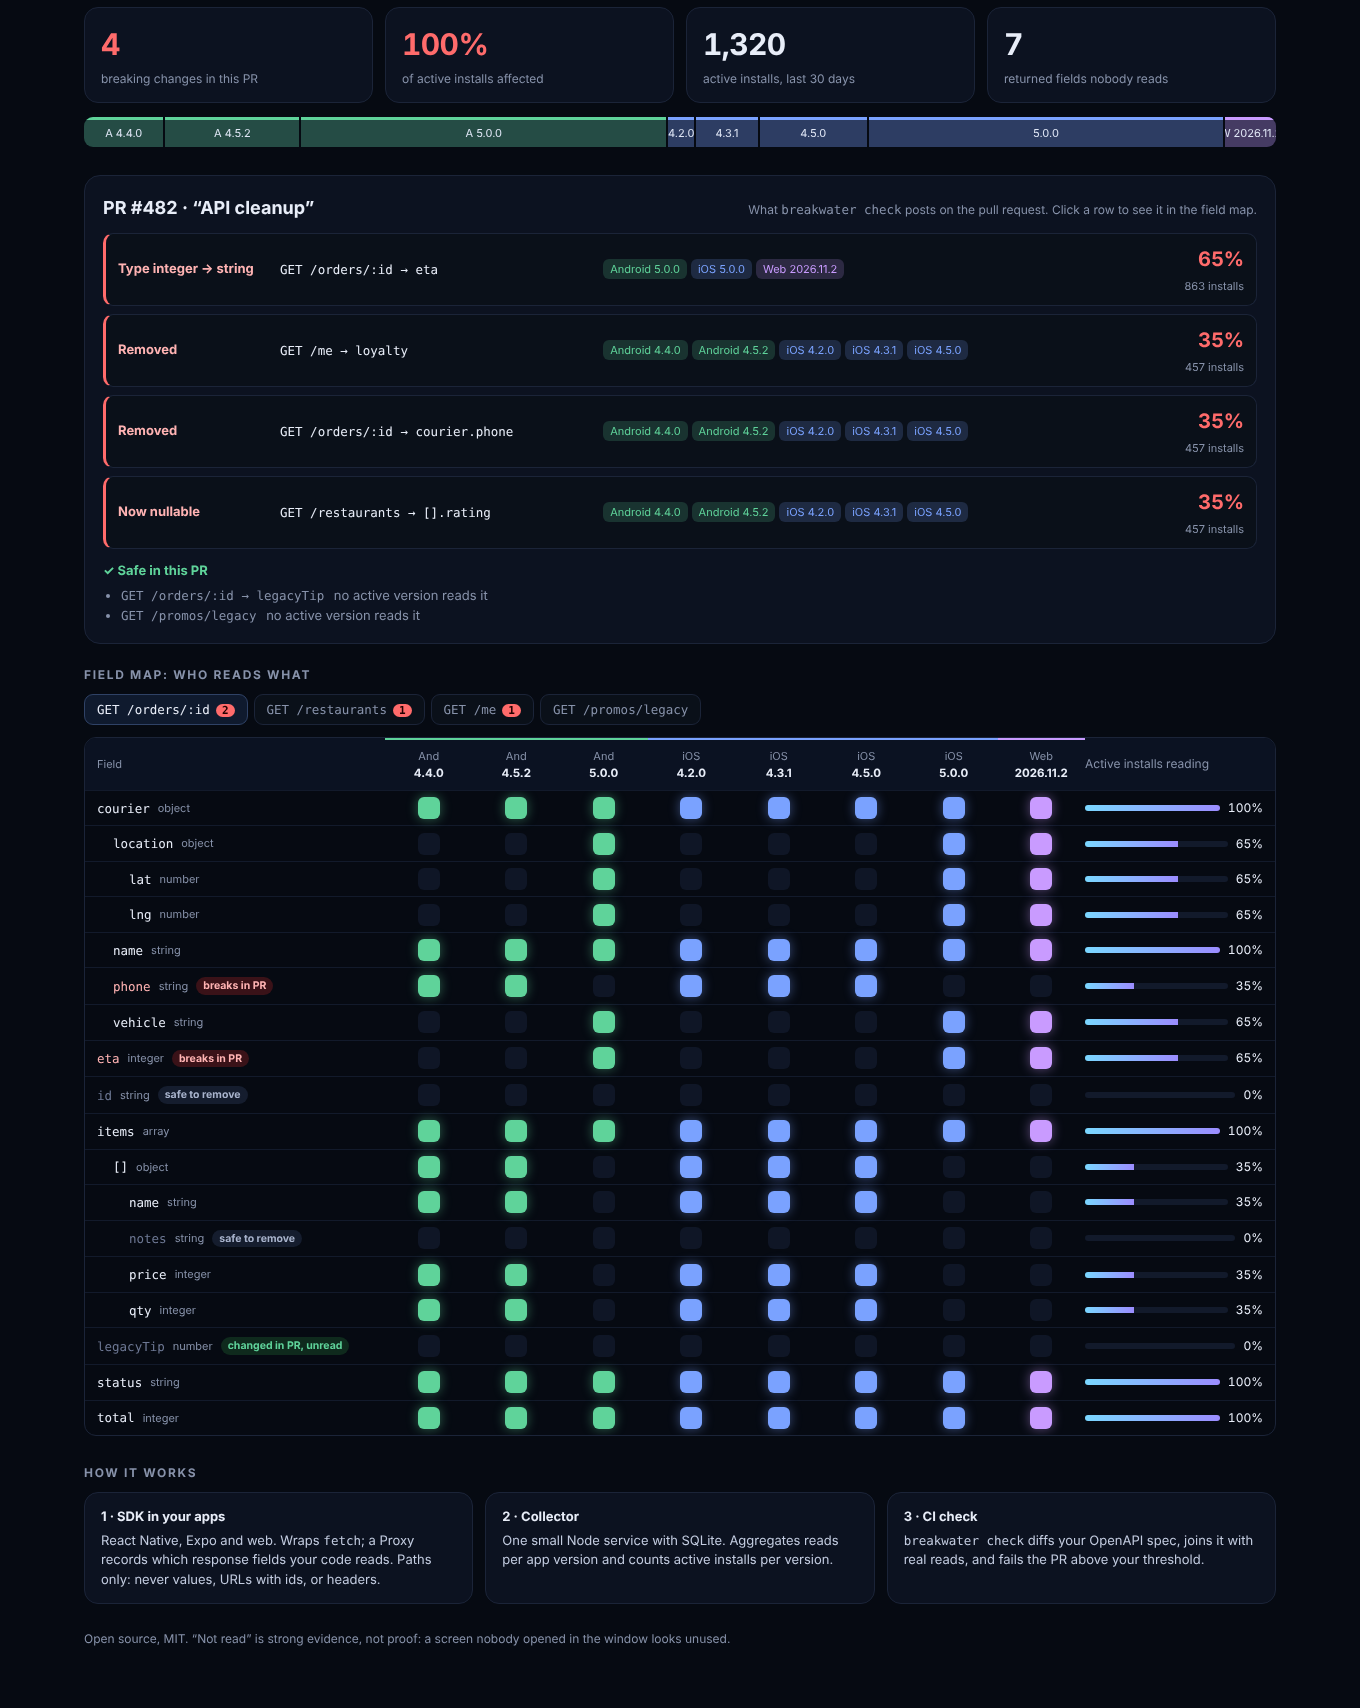 4
breaking changes in this PR
100%
of active installs affected
1,320
active installs, last 30 days
7
returned fields nobody reads
A 4.4.0 A 4.5.2 A 5.0.0 4.2.0 4.3.1 4.5.0 5.0.0 2026.11.
PR #482 · “API cleanup”
What breakwater check posts on the pull request. Click a row to see it in the field map.
Type integer → string GET /orders/:id → eta Android 5.0.0 iOS 5.0.0 Web 2026.11.2 65%
863 installs
Removed GET /me → loyalty Android 4.4.0 Android 4.5.2 iOS 4.2.0 iOS 4.3.1 iOS 4.5.0 35%
457 installs
Removed GET /orders/:id → courier.phone Android 4.4.0 Android 4.5.2 iOS 4.2.0 iOS 4.3.1 iOS 4.5.0 35%
457 installs
Now nullable GET /restaurants → [].rating Android 4.4.0 Android 4.5.2 iOS 4.2.0 iOS 4.3.1 iOS 4.5.0 35%
457 installs
✓ Safe in this PR
• GET /orders/:id → legacyTip no active version reads it
• GET /promos/legacy no active version reads it
FIELD MAP: WHO READS WHAT
GET /orders/:id 2 GET /restaurants 1 GET /me 1 GET /promos/legacy
Field And 4.4.0 And 4.5.2 And 5.0.0 iOS 4.2.0 iOS 4.3.1 iOS 4.5.0 iOS 5.0.0 Web 2026.11.2 Active installs reading
courier object 100%
location object 65%
lat number 65%
lng number 65%
name string 100%
phone string breaks in PR 35%
vehicle string 65%
eta integer breaks in PR 65%
id string safe to remove 0%
items array 100%
[] object 35%
name string 35%
notes string safe to remove 0%
price integer 35%
qty integer 35%
legacyTip number changed in PR, unread 0%
status string 100%
total integer 100%
HOW IT WORKS
1 · SDK in your apps
React Native, Expo and web. Wraps fetch; a Proxy
records which response fields your code reads. Paths
only: never values, URLs with ids, or headers.
2 · Collector
One small Node service with SQLite. Aggregates reads
per app version and counts active installs per version.
3 · CI check
breakwater check diffs your OpenAPI spec, joins it with
real reads, and fails the PR above your threshold.
Open source, MIT. “Not read” is strong evidence, not proof: a screen nobody opened in the window looks unused.